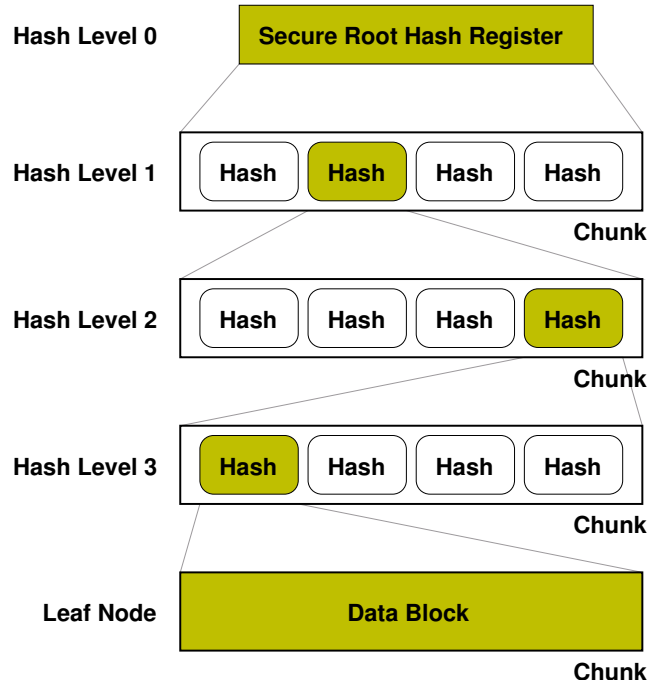 Hash Level 0 Secure Root Hash Register
Hash Level 1 Hash Hash Hash Hash
Chunk
Hash Level 2 Hash Hash Hash Hash
Chunk
Hash Level 3 Hash Hash Hash Hash
Chunk
Leaf Node Data Block
Chunk